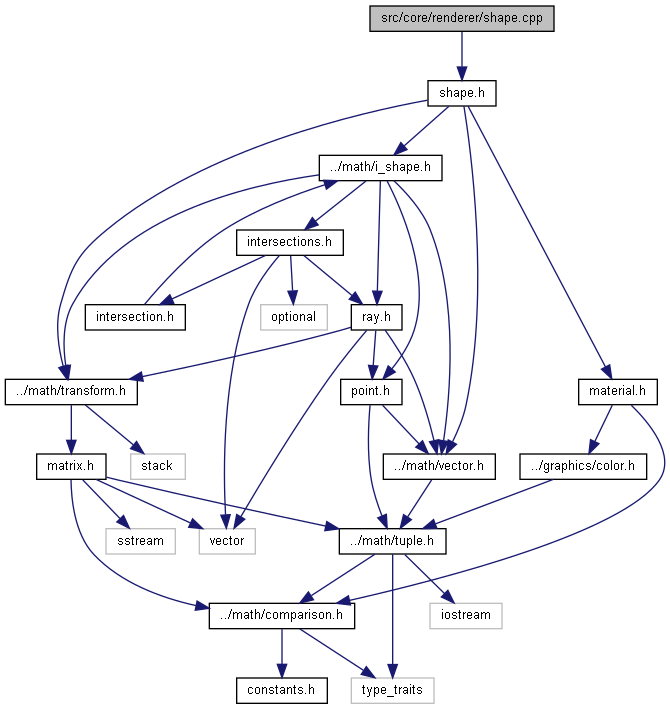 src/core/renderer/shape.cpp
shape.h
../math/i_shape.h
intersections.h
intersection.h
optional
ray.h
../math/transform.h
point.h
material.h
matrix.h
stack
../math/vector.h
../graphics/color.h
sstream
vector
../math/tuple.h
../math/comparison.h
iostream
constants.h
type_traits